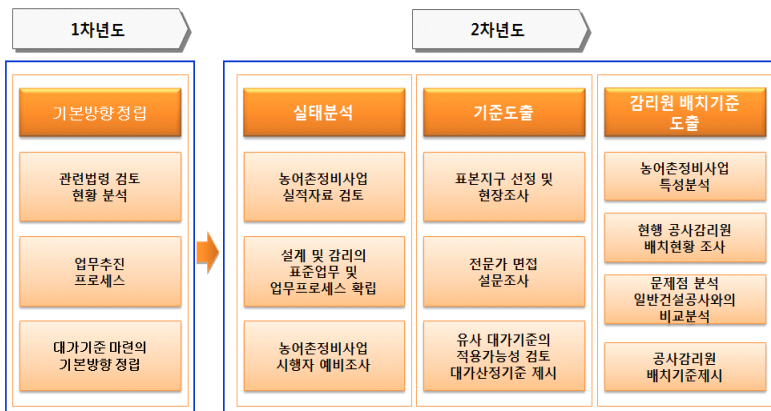 1차년도
2차년도
기본방향 정립
관련법령 검토
현황 분석
업무추진
프로세스
대가기준 마련의
기본방향 정립
실태분석
농어촌정비사업
실적자료 검토
설계 및 감리의
표준업무 및
업무프로세스 확립
농어촌정비사업
시행자 예비조사
기준도출
표본지구 선정 및
현장조사
전문가 면접
설문조사
유사 대가기준의
적용가능성 검토
대가산정기준 제시
감리원 배치기준
도출
농어촌정비사업
특성분석
현행 공사감리원
배치현황 조사
문제점 분석
일반건설공사와의
비교분석
공사감리원
배치기준제시